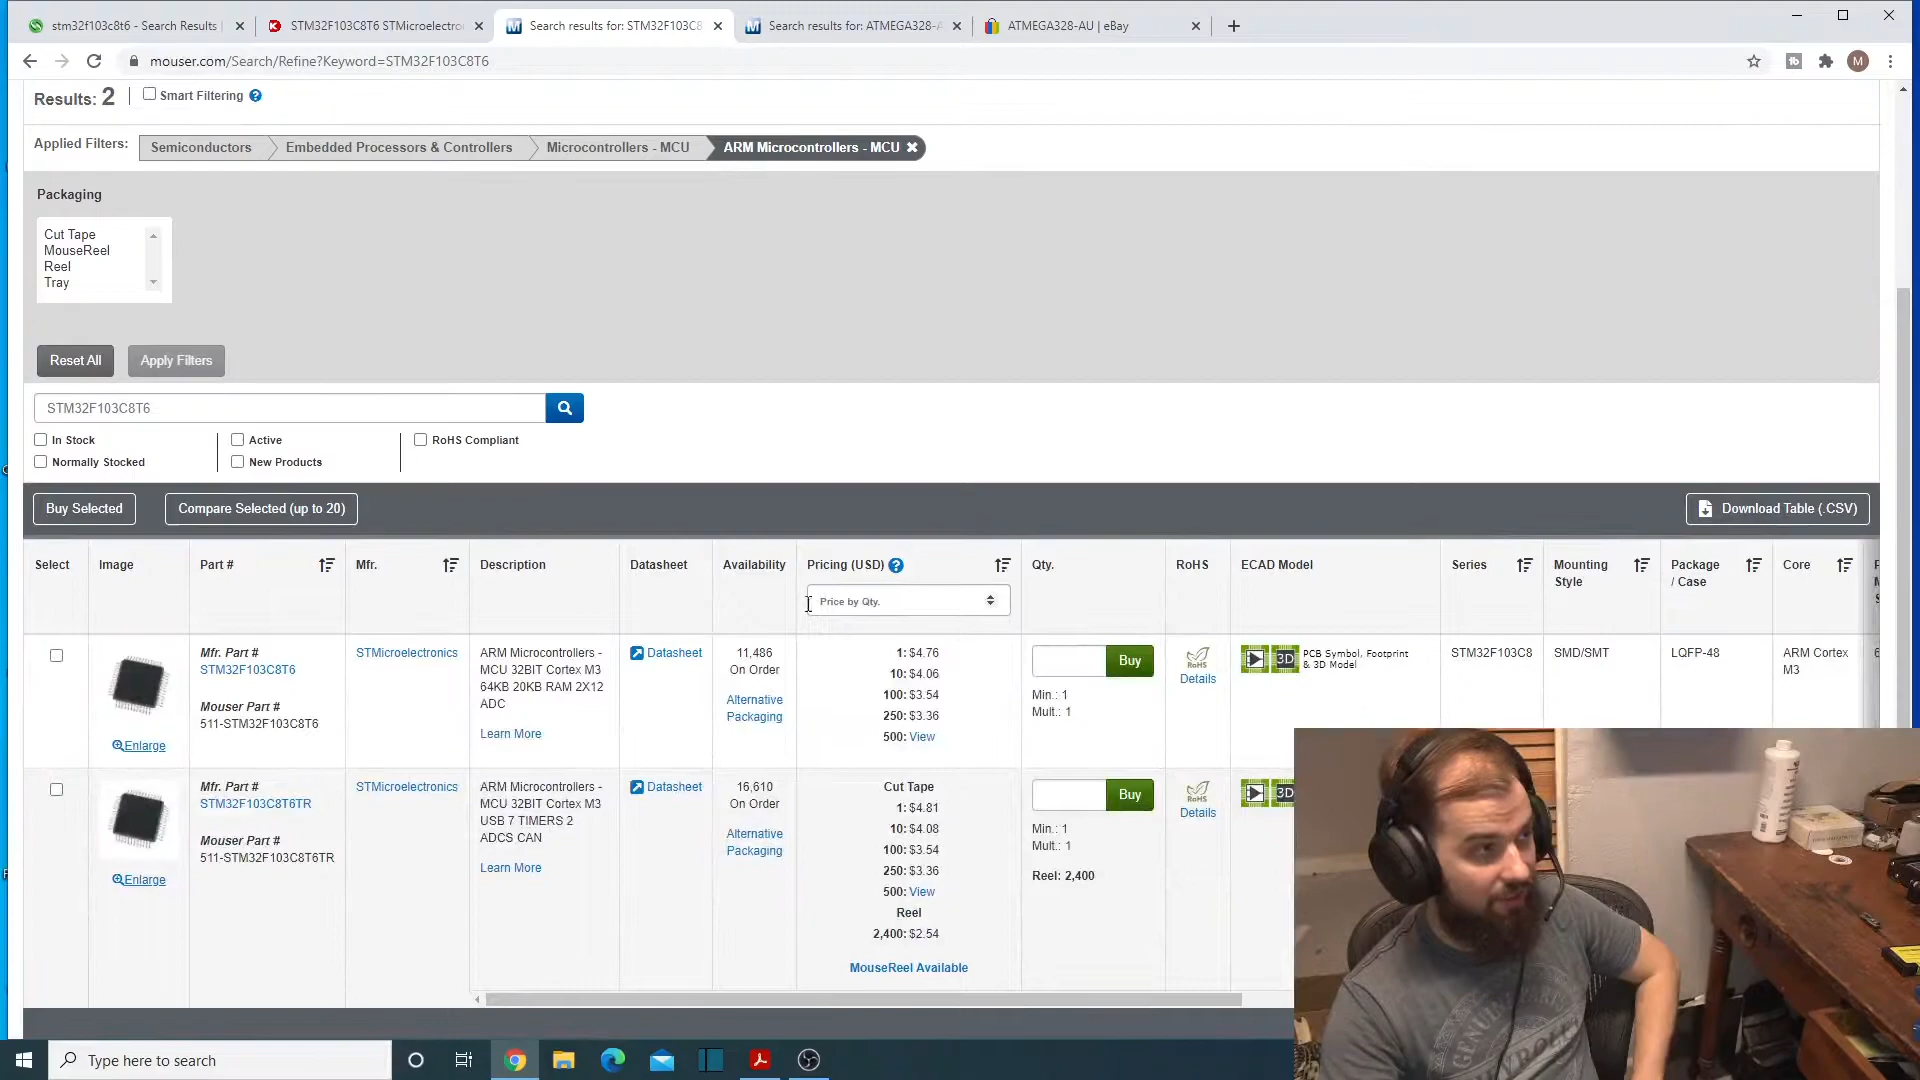 stm32f103c8t6 - Search Results |
STM32F103C8T6 STMicroelectro
Search results for: STM32F103C8
Search results for: ATMEGA328-A
ATMEGA328-AU | eBay
mouser.com/Search/Refine?Keyword=STM32F103C8T6
M
Results: 2
Smart Filtering
Applied Filters:
Semiconductors
Embedded Processors & Controllers
Microcontrollers - MCU
ARM Microcontrollers - MCU
Packaging
Cut Tape
MouseReel
Reel
Tray
Reset All
Apply Filters
STM32F103C8T6
In Stock
Active
RoHS Compliant
Normally Stocked
New Products
Buy Selected
Compare Selected (up to 20)
Download Table (.CSV)
Select
Image
Part #
Mfr.
Description
Datasheet
Availability
Pricing (USD)
Price by Qty.
Qty.
RoHS
ECAD Model
Series
Mounting
Style
Package
/ Case
Core
Mfr. Part #
STM32F103C8T6
Mouser Part #
511-STM32F103C8T6
Enlarge
STMicroelectronics
ARM Microcontrollers -
MCU 32BIT Cortex M3
64KB 20KB RAM 2X12
ADC
Learn More
Datasheet
11,486
On Order
Alternative
Packaging
1: $4.76
10: $4.06
100: $3.54
250: $3.36
500: View
Buy
Min.: 1
Mult.: 1
RoHS
Details
3D
PCB Symbol, Footprint
& 3D Model
STM32F103C8
SMD/SMT
LQFP-48
ARM Cortex
M3
Mfr. Part #
STM32F103C8T6TR
Mouser Part #
511-STM32F103C8T6TR
Enlarge
STMicroelectronics
ARM Microcontrollers -
MCU 32BIT Cortex M3
USB 7 TIMERS 2
ADCS CAN
Learn More
Datasheet
16,610
On Order
Alternative
Packaging
Cut Tape
1: $4.81
10: $4.08
100: $3.54
250: $3.36
500: View
Reel
2,400: $2.54
MouseReel Available
Buy
Min.: 1
Mult.: 1
Reel: 2,400
RoHS
Details
3D
Type here to search